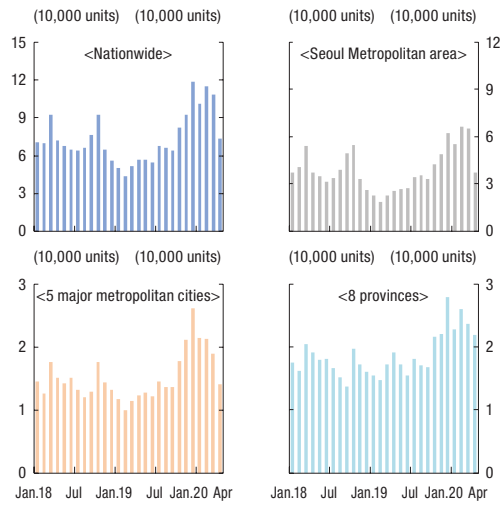 (10,000 units) (10,000 units) (10,000 units) (10,000 units)
<Nationwide> <Seoul Metropolitan area>
15 12
12
9
9
6
6
3
3
0 0
(10,000 units) (10,000 units) (10,000 units) (10,000 units)
<5 major metropolitan cities> <8 provinces>
3 3
2 2
1 1
0 0
Jan.18 Jul Jan.19 Jul Jan.20 Apr Jan.18 Jul Jan.19 Jul Jan.20 Apr